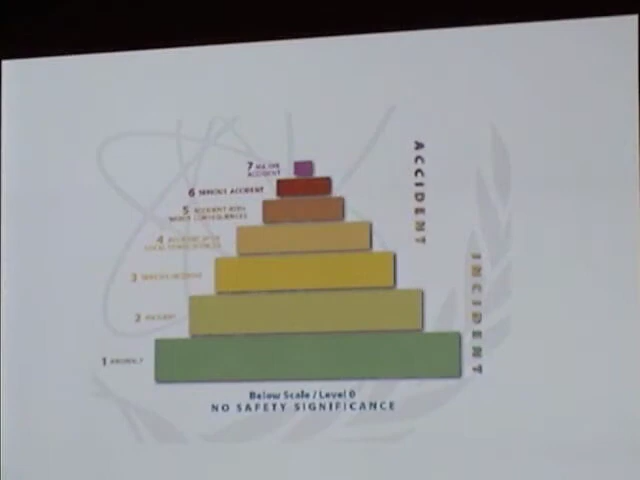 7 MAJOR
ACCIDENT
6 SERIOUS ACCIDENT
5 ACCIDENT WITH
WIDER CONSEQUENCES
4 ACCIDENT WITH
LOCAL CONSEQUENCES
3 SERIOUS INCIDENT
2 INCIDENT
1 ANOMALY
ACCIDENT
INCIDENT
Below Scale / Level 0
NO SAFETY SIGNIFICANCE